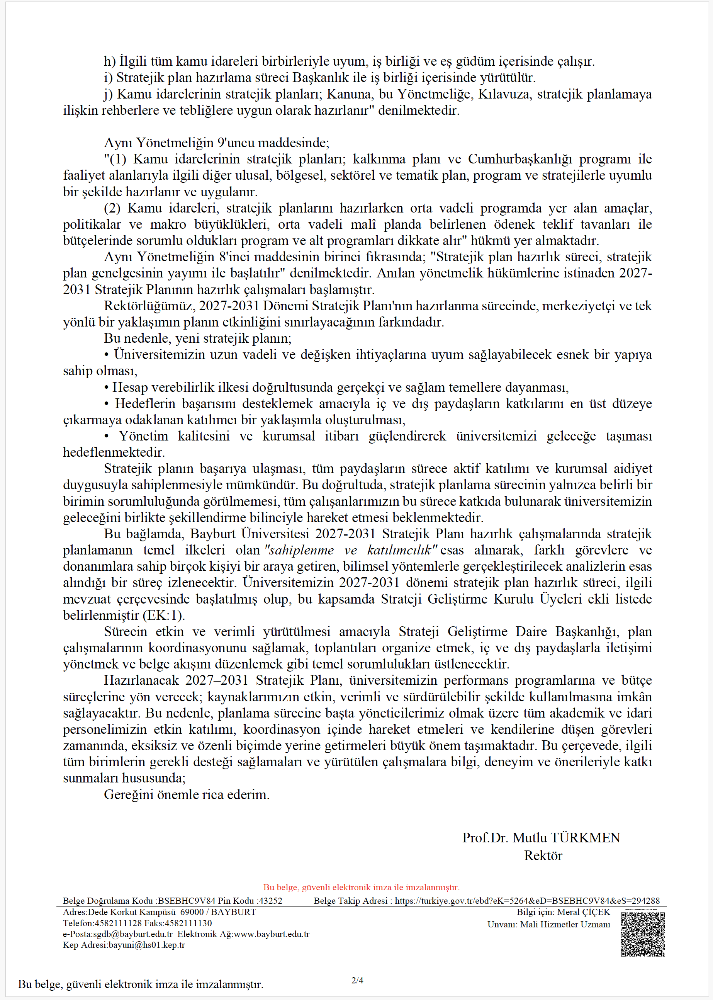 h) İlgili tüm kamu idareleri birbirleriyle uyum, iş birliği ve eş güdüm içerisinde çalışır.
i) Stratejik plan hazırlama süreci Başkanlık ile iş birliği içerisinde yürütülür.
j) Kamu idarelerinin stratejik planları; Kanuna, bu Yönetmeliğe, Kılavuza, stratejik planlamaya
ilişkin rehberlere ve tebliğlere uygun olarak hazırlanır" denilmektedir.
Aynı Yönetmeliğin 9'uncu maddesinde;
"(1) Kamu idarelerinin stratejik planları; kalkınma planı ve Cumhurbaşkanlığı programı ile
faaliyet alanlarıyla ilgili diğer ulusal, bölgesel, sektörel ve tematik plan, program ve stratejilerle uyumlu
bir şekilde hazırlanır ve uygulanır.
(2) Kamu idareleri, stratejik planlarını hazırlarken orta vadeli programda yer alan amaçlar,
politikalar ve makro büyüklükleri, orta vadeli malî planda belirlenen ödenek teklif tavanları ile
bütçelerinde sorumlu oldukları program ve alt programları dikkate alır" hükmü yer almaktadır.
Aynı Yönetmeliğin 8'inci maddesinin birinci fıkrasında; "Stratejik plan hazırlık süreci, stratejik
plan genelgesinin yayımı ile başlatılır" denilmektedir. Anılan yönetmelik hükümlerine istinaden 2027-
2031 Stratejik Planının hazırlık çalışmaları başlamıştır.
Rektörlüğümüz, 2027-2031 Dönemi Stratejik Planı'nın hazırlanma sürecinde, merkeziyetçi ve tek
yönlü bir yaklaşımın planın etkinliğini sınırlayacağının farkındadır.
Bu nedenle, yeni stratejik planın;
• Üniversitemizin uzun vadeli ve değişken ihtiyaçlarına uyum sağlayabilecek esnek bir yapıya
sahip olması,
• Hesap verebilirlik ilkesi doğrultusunda gerçekçi ve sağlam temellere dayanması,
• Hedeflerin başarısını desteklemek amacıyla iç ve dış paydaşların katkılarını en üst düzeye
çıkarmaya odaklanan katılımcı bir yaklaşımla oluşturulması,
• Yönetim kalitesini ve kurumsal itibarı güçlendirerek üniversitemizi geleceğe taşıması
hedeflenmektedir.
Stratejik planın başarıya ulaşması, tüm paydaşların sürece aktif katılımı ve kurumsal aidiyet
duygusuyla sahiplenmesiyle mümkündür. Bu doğrultuda, stratejik planlama sürecinin yalnızca belirli bir
birimin sorumluluğunda görülmemesi, tüm çalışanlarımızın bu sürece katkıda bulunarak üniversitemizin
geleceğini birlikte şekillendirme bilinciyle hareket etmesi beklenmektedir.
Bu bağlamda, Bayburt Üniversitesi 2027-2031 Stratejik Planı hazırlık çalışmalarında stratejik
planlamanın temel ilkeleri olan "sahiplenme ve katılımcılık" esas alınarak, farklı görevlere ve
donanımlara sahip birçok kişiyi bir araya getiren, bilimsel yöntemlerle gerçekleştirilecek analizlerin esas
alındığı bir süreç izlenecektir. Üniversitemizin 2027-2031 dönemi stratejik plan hazırlık süreci, ilgili
mevzuat çerçevesinde başlatılmış olup, bu kapsamda Strateji Geliştirme Kurulu Üyeleri ekli listede
belirlenmiştir (EK:1).
Sürecin etkin ve verimli yürütülmesi amacıyla Strateji Geliştirme Daire Başkanlığı, plan
çalışmalarının koordinasyonunu sağlamak, toplantıları organize etmek, iç ve dış paydaşlarla iletişimi
yönetmek ve belge akışını düzenlemek gibi temel sorumlulukları üstlenecektir.
Hazırlanacak 2027–2031 Stratejik Planı, üniversitemizin performans programlarına ve bütçe
süreçlerine yön verecek; kaynaklarımızın etkin, verimli ve sürdürülebilir şekilde kullanılmasına imkân
sağlayacaktır. Bu nedenle, planlama sürecine başta yöneticilerimiz olmak üzere tüm akademik ve idari
personelimizin etkin katılımı, koordinasyon içinde hareket etmeleri ve kendilerine düşen görevleri
zamanında, eksiksiz ve özenli biçimde yerine getirmeleri büyük önem taşımaktadır. Bu çerçevede, ilgili
tüm birimlerin gerekli desteği sağlamaları ve yürütülen çalışmalara bilgi, deneyim ve önerileriyle katkı
sunmaları hususunda;
Gereğini önemle rica ederim.
Prof.Dr. Mutlu TÜRKMEN
Rektör
Bu belge, güvenli elektronik imza ile imzalanmıştır.
Belge Doğrulama Kodu :BSEBHC9V84 Pin Kodu :43252 Belge Takip Adresi : https://turkiye.gov.tr/ebd?eK=5264&eD=BSEBHC9V84&eS=294288
Adres:Dede Korkut Kampüsü 69000 / BAYBURT Bilgi için: Meral ÇİÇEK
Telefon:4582111128 Faks:4582111130 Unvanı: Mali Hizmetler Uzmanı
e-Posta:sgdb@bayburt.edu.tr Elektronik Ağ:www.bayburt.edu.tr
Kep Adresi:bayuni@hs01.kep.tr
2/4
Bu belge, güvenli elektronik imza ile imzalanmıştır.